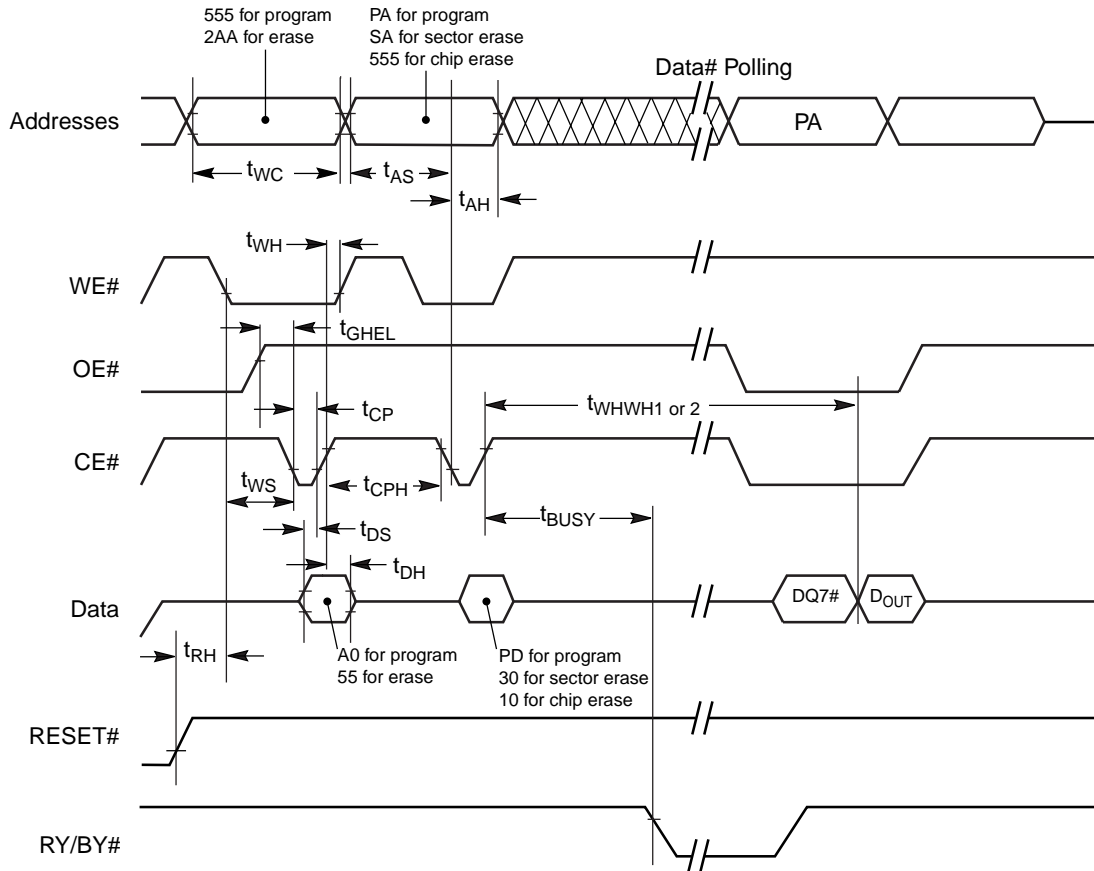 555 for program
2AA for erase
PA for program
SA for sector erase
555 for chip erase
Data# Polling
Addresses
PA
tWC
tAS
tAH
tWH
WE#
tGHEL
OE#
tWHWH1 or 2
tCP
CE#
tWS
tCPH
tBUSY
tDS
tDH
Data
DQ7#
DOUT
tRH
A0 for program
55 for erase
PD for program
30 for sector erase
10 for chip erase
RESET#
RY/BY#